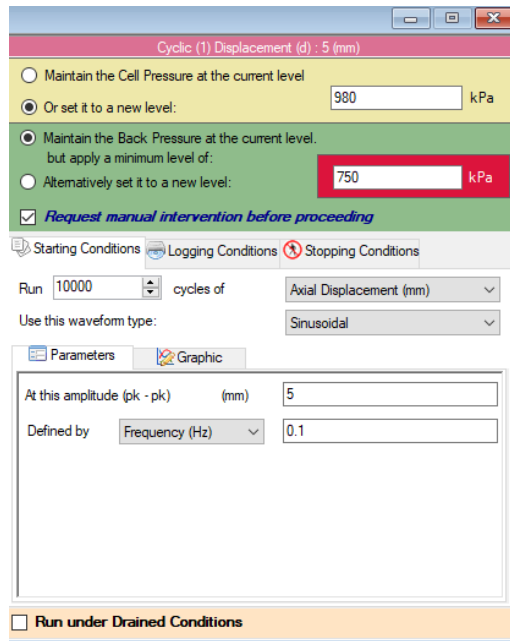 Cyclic (1) Displacement (d) : 5 (mm)
Maintain the Cell Pressure at the current level
Or set it to a new level: 980 kPa
Maintain the Back Pressure at the current level.
but apply a minimum level of:
Alternatively set it to a new level: 750 kPa
Request manual intervention before proceeding
Starting Conditions Logging Conditions Stopping Conditions
Run 10000 cycles of Axial Displacement (mm)
Use this waveform type: Sinusoidal
Parameters Graphic
At this amplitude (pk - pk) (mm) 5
Defined by Frequency (Hz) 0.1
Run under Drained Conditions